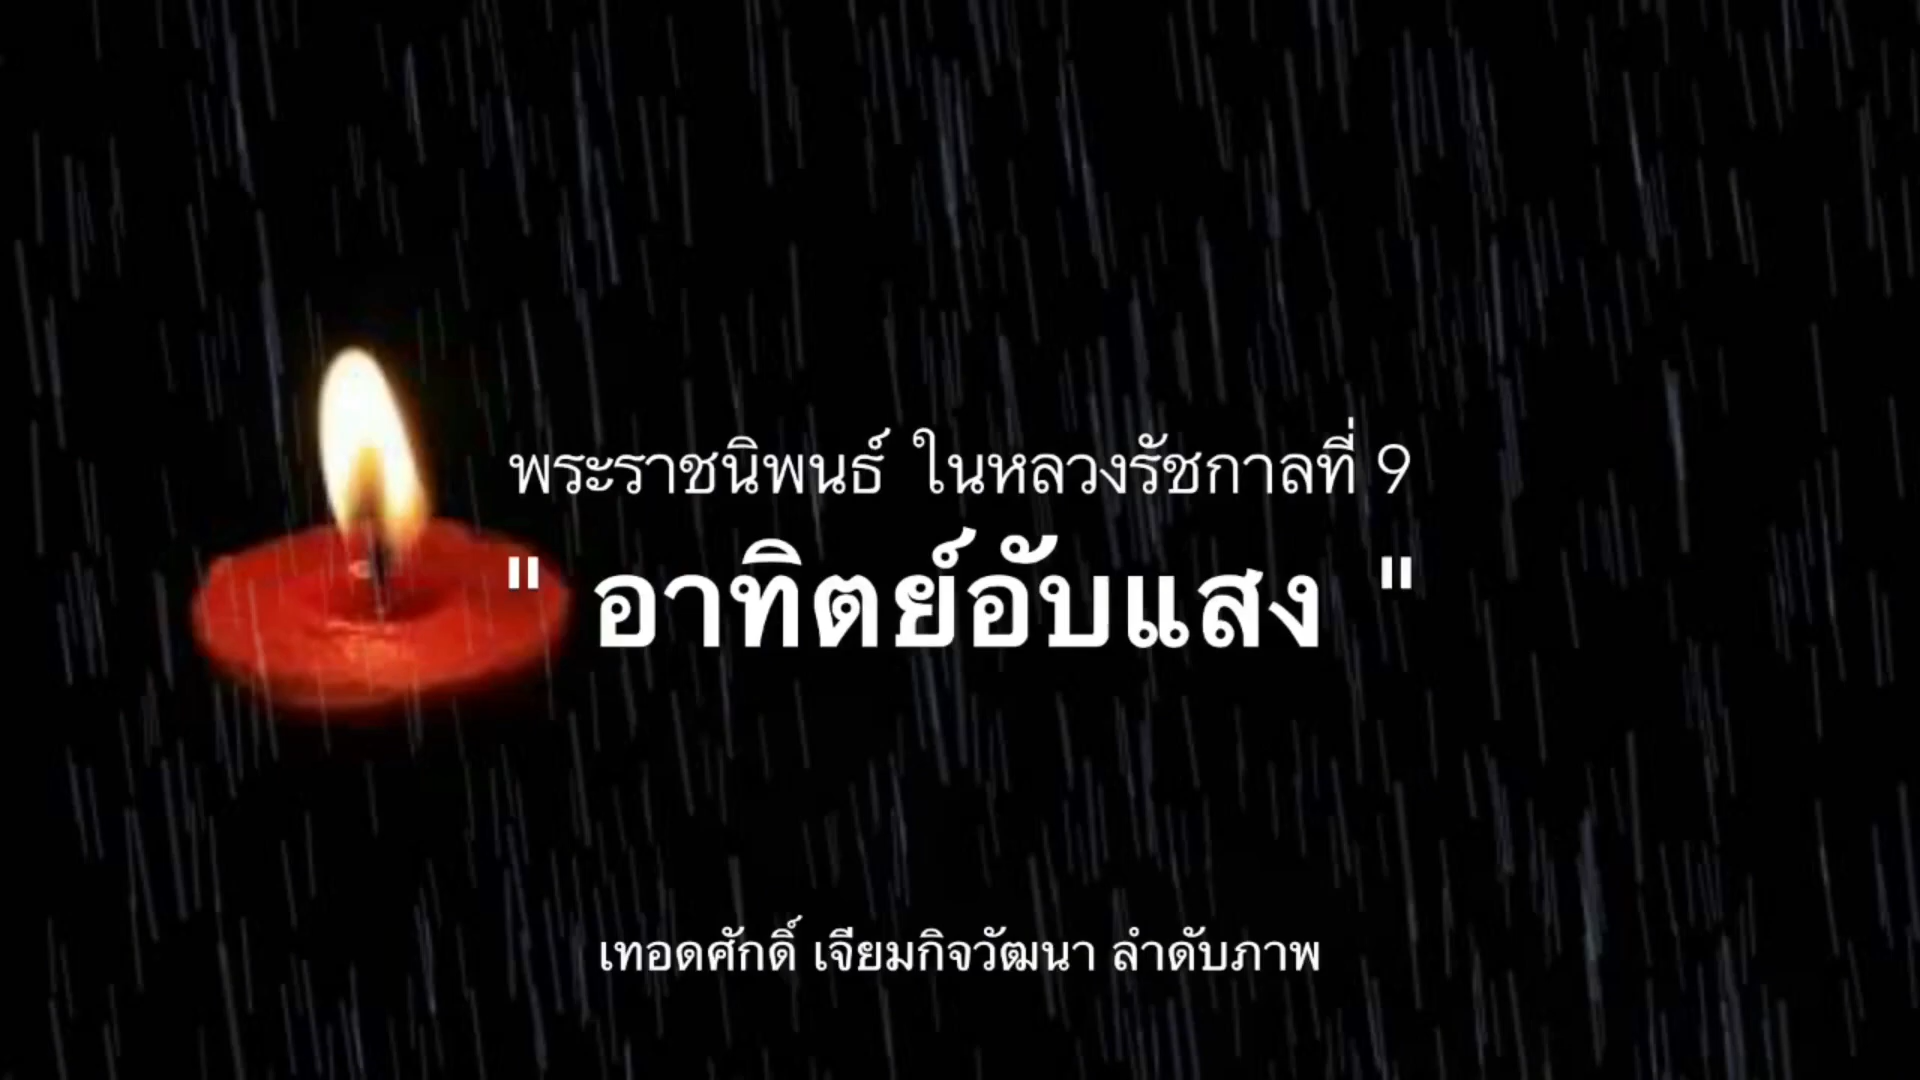 พระราชนิพนธ์ ในหลวงรัชกาลที่ 9
" อาทิตย์อับแสง "
เทอดศักดิ์ เจียมกิจวัฒนา ลำดับภาพ